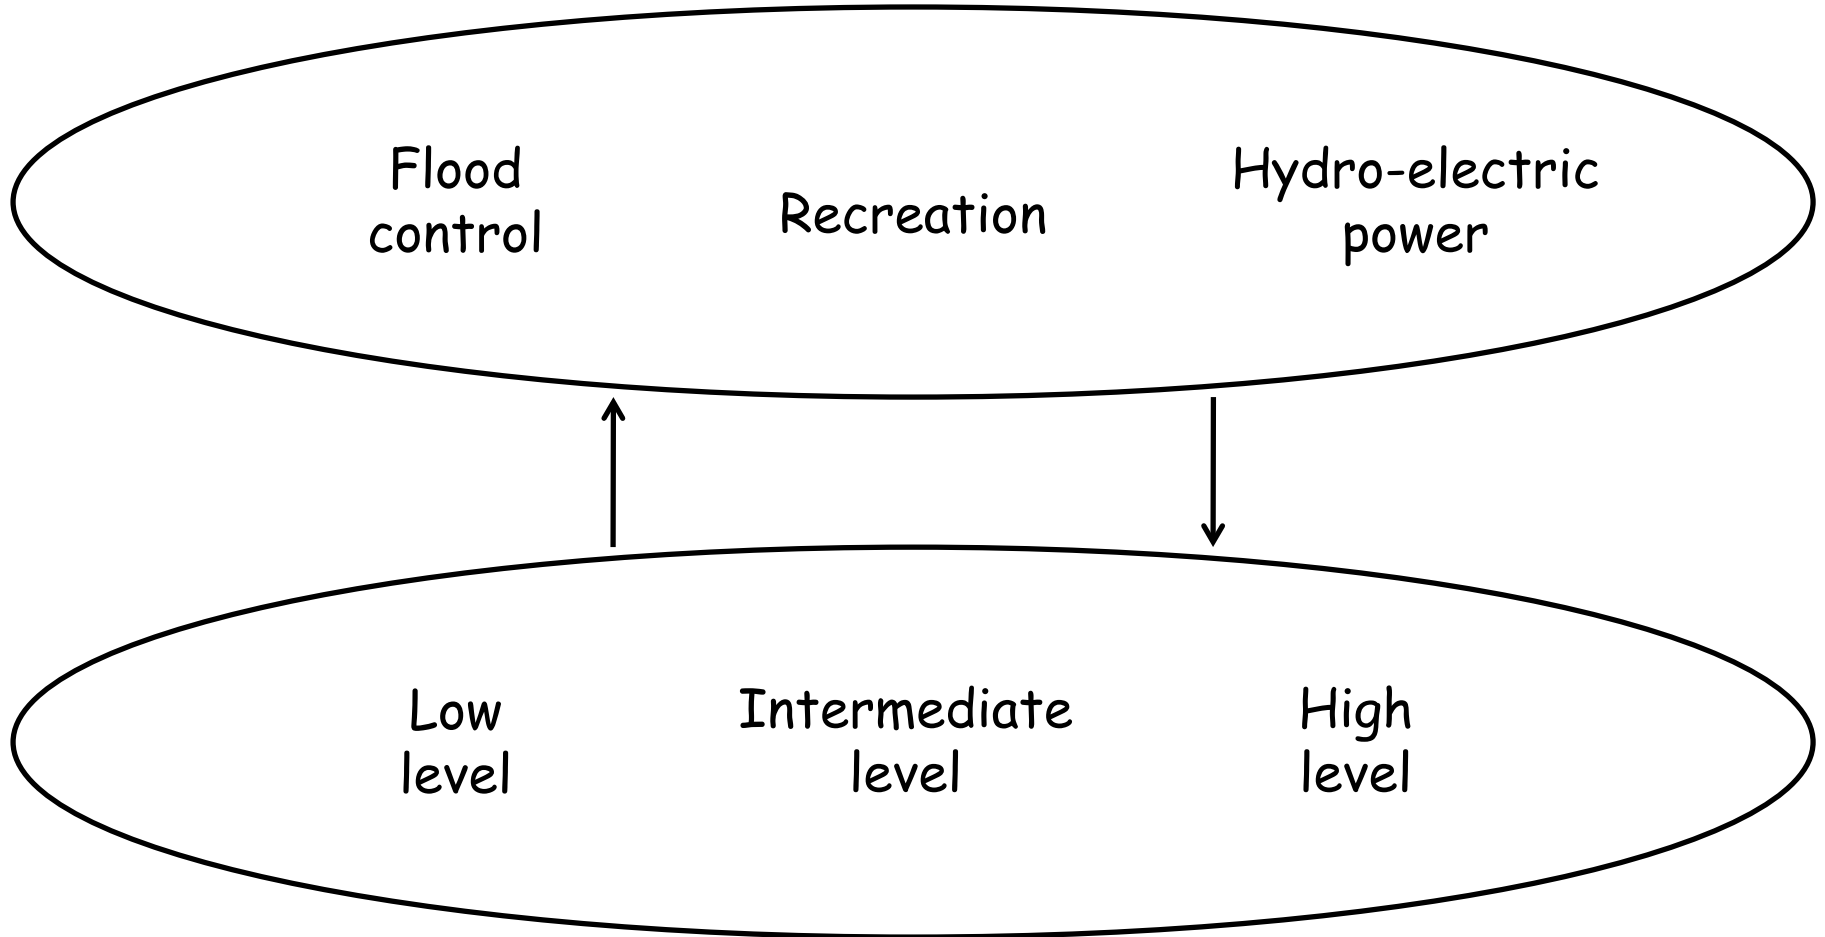 Flood
control
Recreation
Hydro-electric
power
Low
level
Intermediate
level
High
level